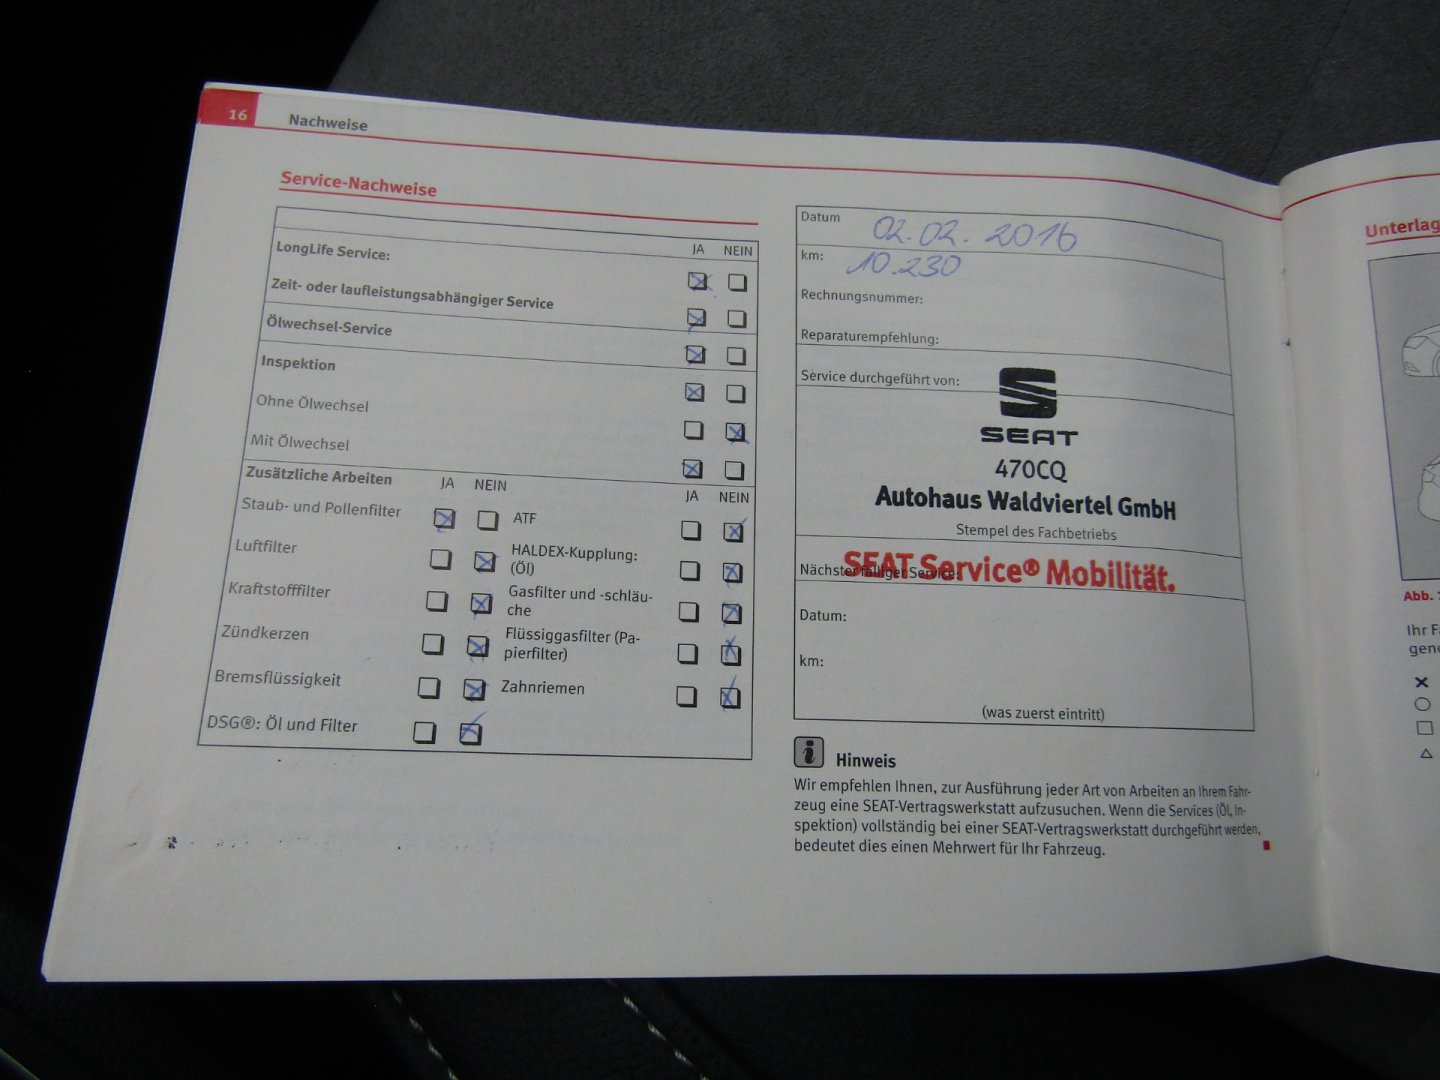 16 Nachweise
Service-Nachweise
JA NEIN
LongLife Service:
Zeit- oder laufleistungsabhängiger Service
Ölwechsel-Service
Inspektion
Ohne Ölwechsel
Mit Ölwechsel
Zusätzliche Arbeiten JA NEIN JA NEIN
Staub- und Pollenfilter ATF
Luftfilter HALDEX-Kupplung:
(Öl)
Kraftstofffilter Gasfilter und -schläu-
che
Zündkerzen Flüssiggasfilter (Pa-
pierfilter)
Bremsflüssigkeit Zahnriemen
DSG®: Öl und Filter
Datum 02.02.2016
km: 10.230
Rechnungsnummer:
Reparaturempfehlung:
Service durchgeführt von:
SEAT
470CQ
Autohaus Waldviertel GmbH
Stempel des Fachbetriebs
SEAT Service® Mobilität.
Nächster fälliger Service:
Datum:
km:
(was zuerst eintritt)
i Hinweis
Wir empfehlen Ihnen, zur Ausführung jeder Art von Arbeiten an Ihrem Fahr-
zeug eine SEAT-Vertragswerkstatt aufzusuchen. Wenn die Services (Öl, In-
spektion) vollständig bei einer SEAT-Vertragswerkstatt durchgeführt werden,
bedeutet dies einen Mehrwert für Ihr Fahrzeug.
Unterlag
Abb.
Ihr F
gen